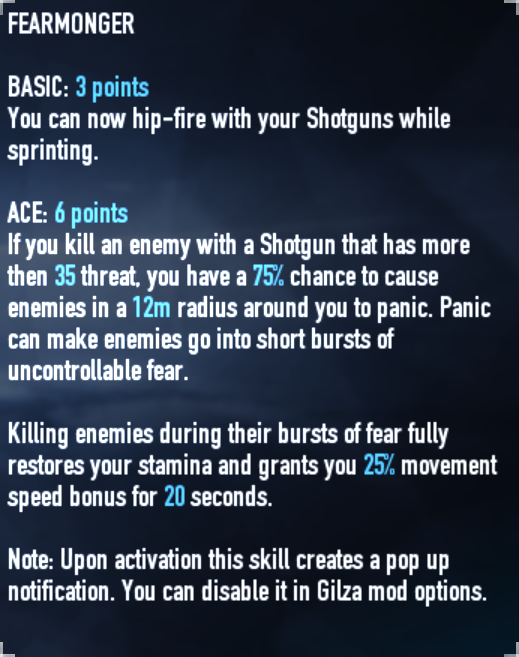 FEARMONGER
BASIC: 3 points
You can now hip-fire with your Shotguns while
sprinting.
ACE: 6 points
If you kill an enemy with a Shotgun that has more
then 35 threat, you have a 75% chance to cause
enemies in a 12m radius around you to panic. Panic
can make enemies go into short bursts of
uncontrollable fear.
Killing enemies during their bursts of fear fully
restores your stamina and grants you 25% movement
speed bonus for 20 seconds.
Note: Upon activation this skill creates a pop up
notification. You can disable it in Gilza mod options.